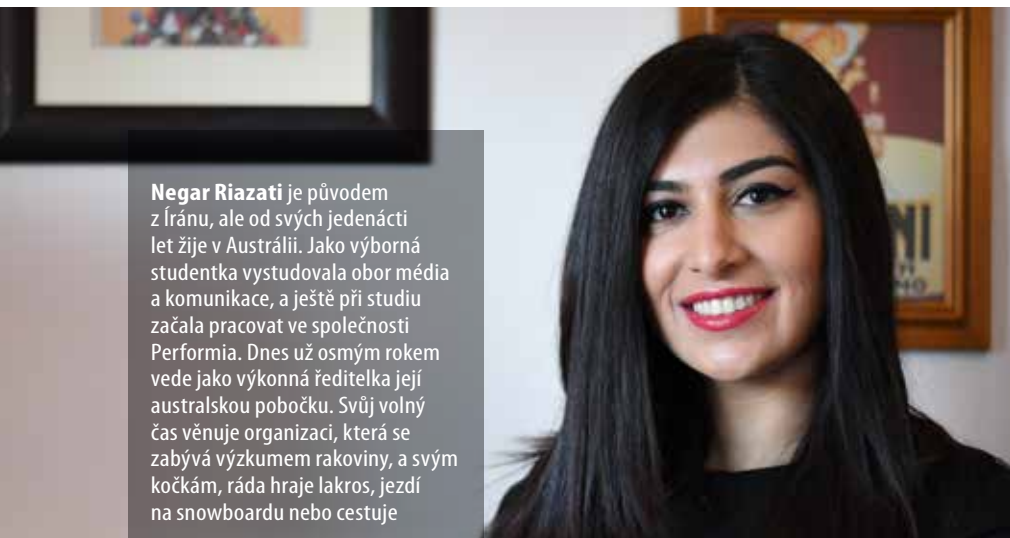 Negar Riazati je původem
z Íránu, ale od svých jedenácti
let žije v Austrálii. Jako výborná
studentka vystudovala obor média
a komunikace, a ještě při studiu
začala pracovat ve společnosti
Performia. Dnes už osmým rokem
vede jako výkonná ředitelka její
australskou pobočku. Svůj volný
čas věnuje organizaci, která se
zabývá výzkumem rakoviny, a svým
kočkám, ráda hraje lakros, jezdí
na snowboardu nebo cestuje